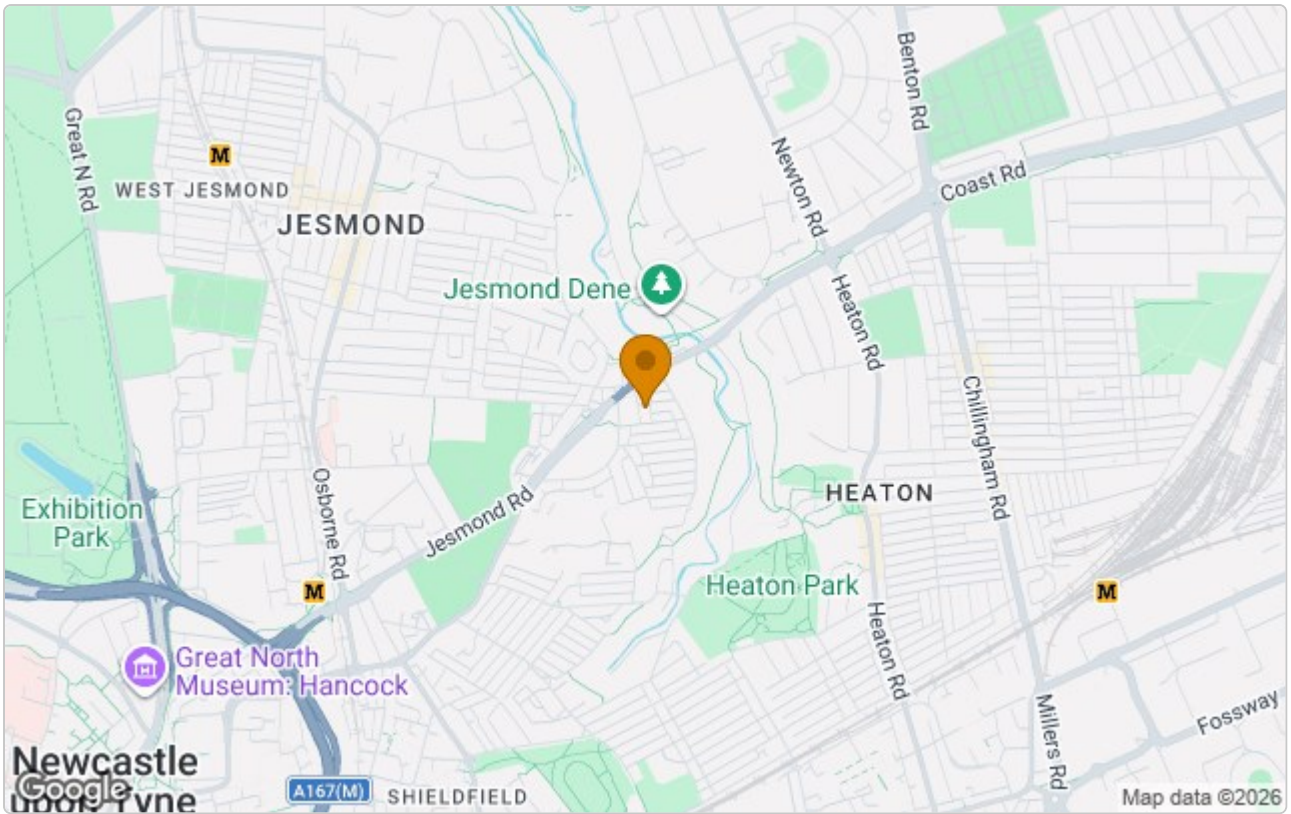 Benton Rd
Great N Rd
Newton Rd
M
Coast Rd
WEST JESMOND
JESMOND
Jesmond Dene
Heaton Rd
Chillingham Rd
Osborne Rd
Jesmond Rd
HEATON
Exhibition
Park
Heaton Park
M
M
Heaton Rd
Great North
Museum: Hancock
Millers Rd
Fossway
Newcastle
upon Tyne
Google
A167(M)
SHIELDFIELD
Map data ©2026